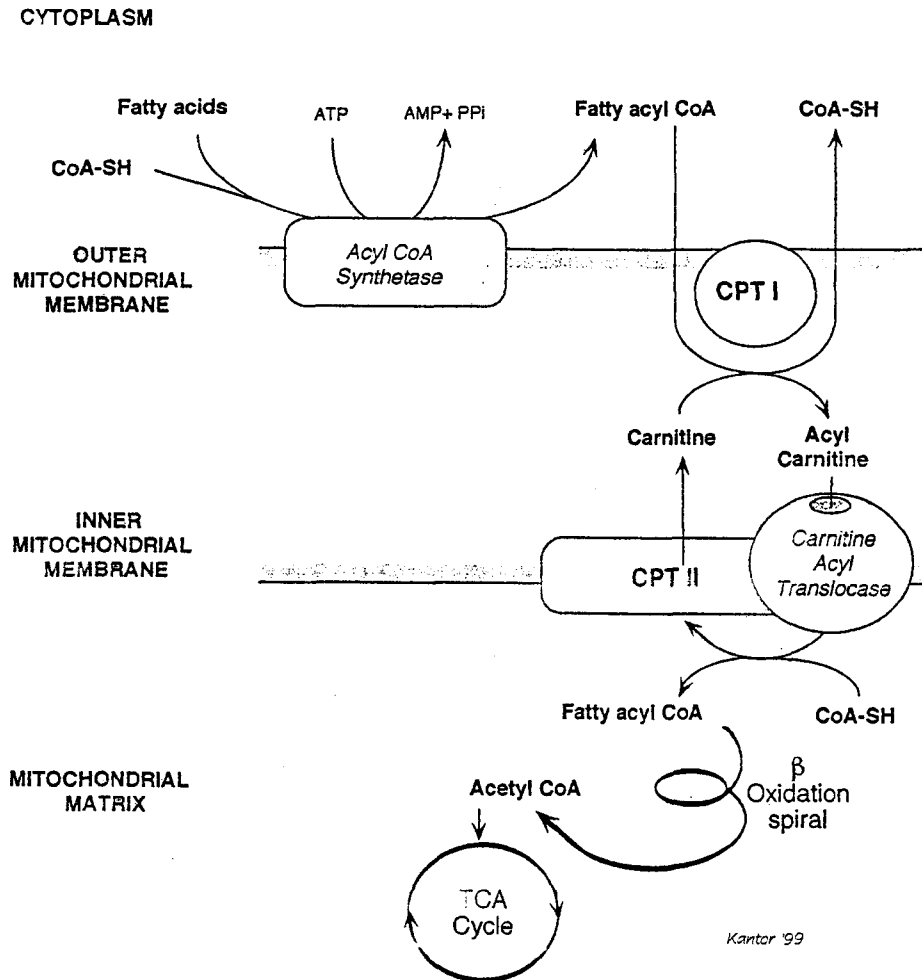 CYTOPLASM
Fatty acids
ATP
AMP+ PPi
Fatty acyl CoA
CoA-SH
CoA-SH
OUTER
MITOCHONDRIAL
MEMBRANE
Acyl CoA
Synthetase
CPT I
Carnitine
Acyl
Carnitine
INNER
MITOCHONDRIAL
MEMBRANE
CPT II
Carnitine
Acyl
Translocase
Fatty acyl CoA
CoA-SH
MITOCHONDRIAL
MATRIX
Acetyl CoA
β
Oxidation
spiral
TCA
Cycle
Kantor '99